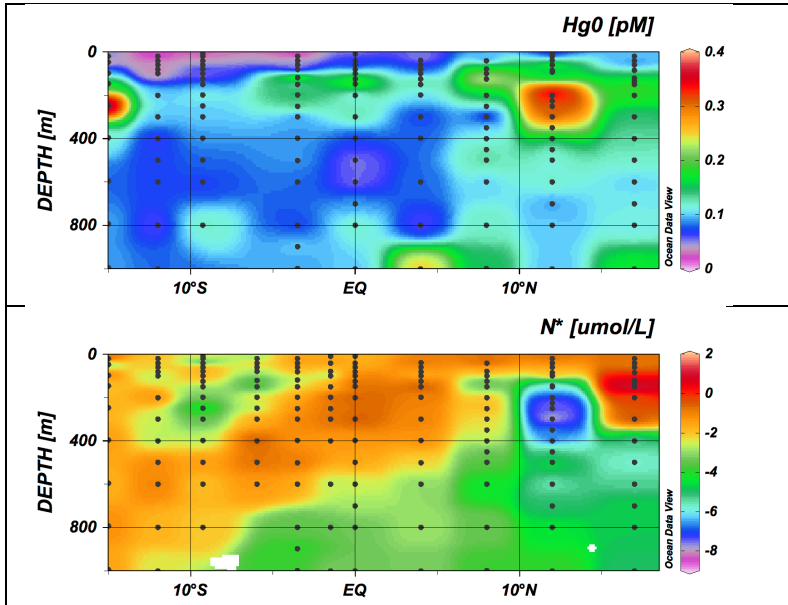 Hg0 [pM]
0
400
800
DEPTH [m]
10°S
EQ
10°N
Ocean Data View
0.4
0.3
0.2
0.1
0
N* [umol/L]
0
400
800
DEPTH [m]
10°S
EQ
10°N
Ocean Data View
2
0
-2
-4
-6
-8